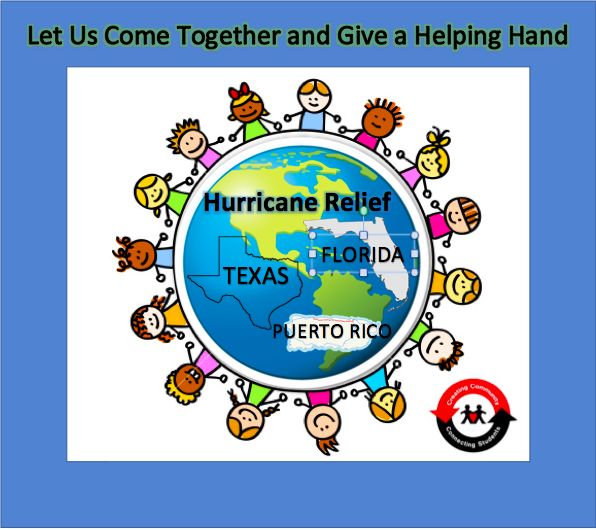 Let Us Come Together and Give a Helping Hand
Hurricane Relief
FLORIDA
TEXAS
PUERTO RICO
Creating Community
Connecting Students